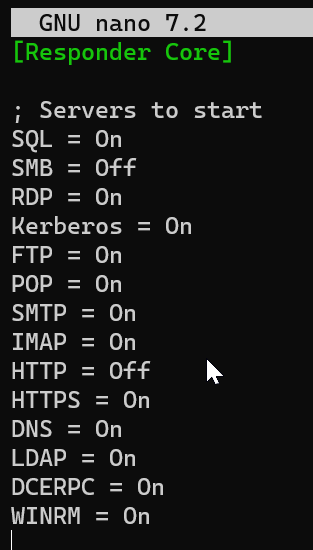 GNU nano 7.2
[Responder Core]
; Servers to start
SQL = On
SMB = Off
RDP = On
Kerberos = On
FTP = On
POP = On
SMTP = On
IMAP = On
HTTP = Off
HTTPS = On
DNS = On
LDAP = On
DCERPC = On
WINRM = On